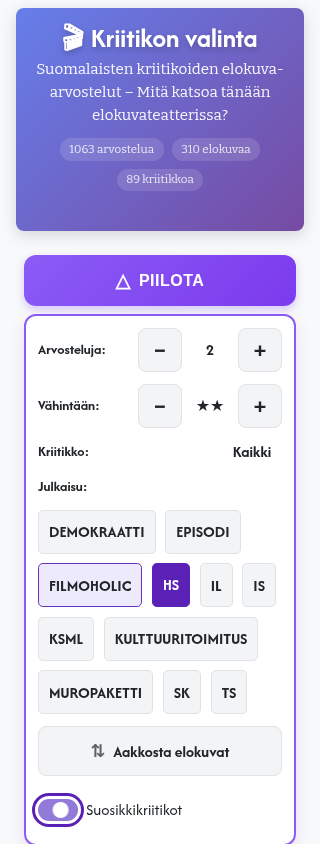 🎬 Kriitikon valinta
Suomalaisten kriitikoiden elokuva-
arvostelut – Mitä katsoa tänään
elokuvateatterissa?
1063 arvostelua 310 elokuvaa
89 kriitikkoa
△ PIILOTA
Arvosteluja: − 2 +
Vähintään: − ★★ +
Kriitikko: Kaikki
Julkaisu:
DEMOKRAATTI EPISODI
FILMOHOLIC HS IL IS
KSML KULTTUURITOIMITUS
MUROPAKETTI SK TS
⇅ Aakkosta elokuvat
Suosikkikriitikot